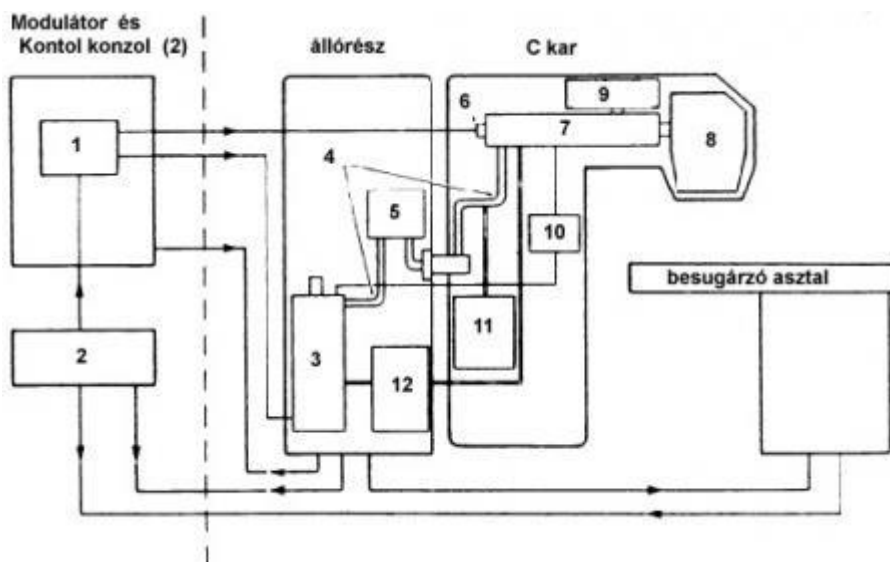 Modulátor és
Kontol konzol (2)
állórész
C kar
1
2
3
4
5
6
7
8
9
10
11
12
besugárzó asztal